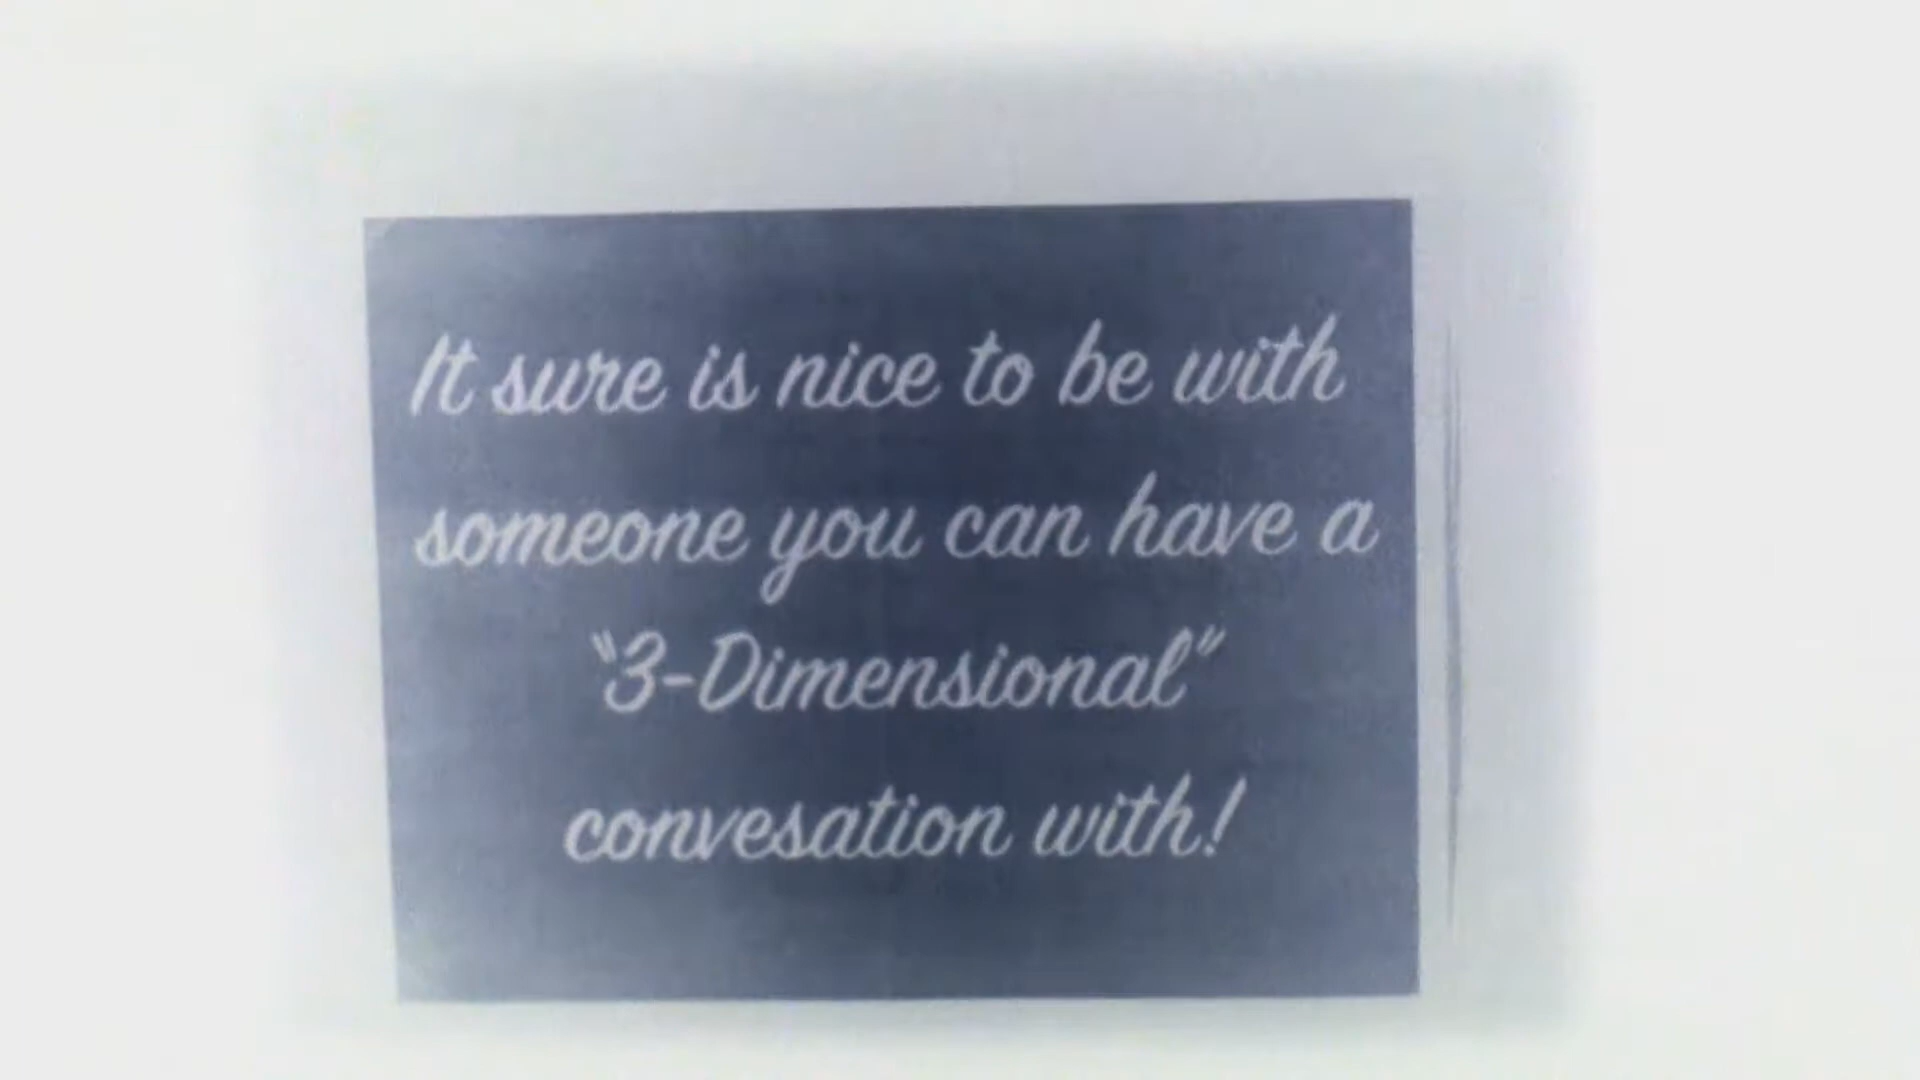 It sure is nice to be with
someone you can have a
“3-Dimensional”
convesation with!